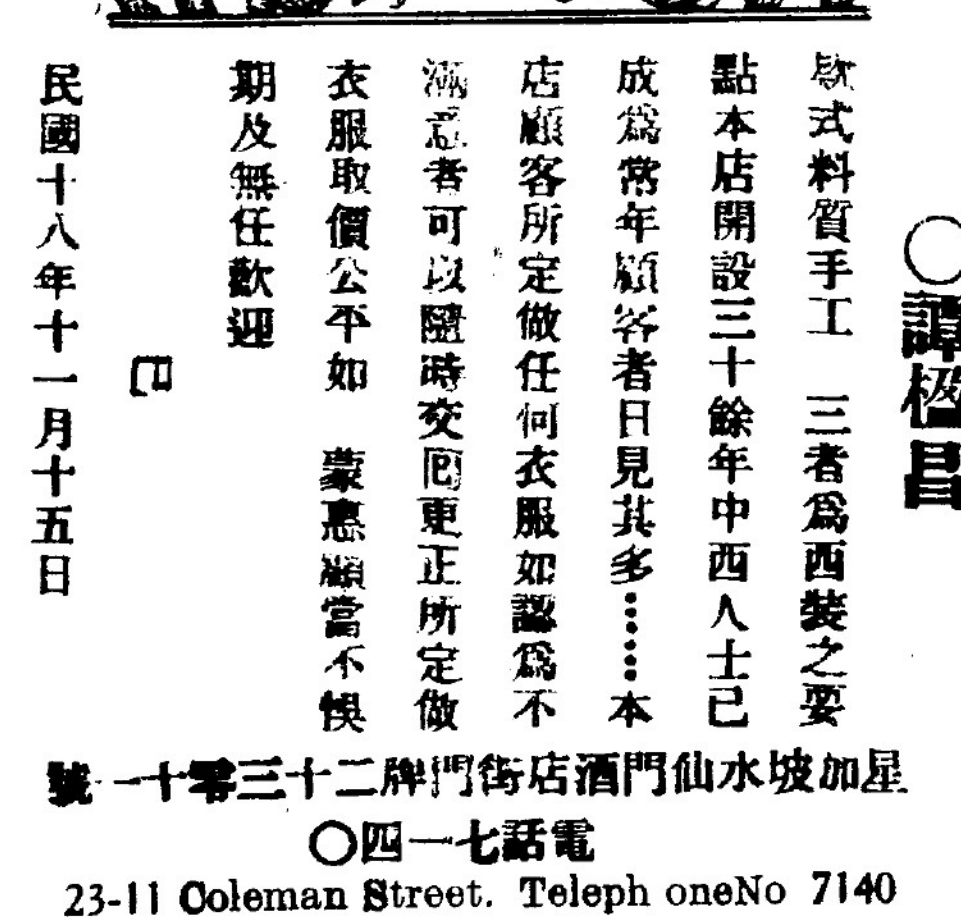 ○譚楹昌
款式料質手工　三者爲西裝之要
點本店開設三十餘年中西人士已
成爲常年顧客者日見其多······本
店顧客所定做任何衣服如認爲不
滿意者可以隨時交囘更正所定做
衣服取價公平如　蒙惠顧當不悞
期及無任歡迎
民國十八年十一月十五日
星加坡水仙門酒店街門牌二十三零十一號
電話七一四○
23-11 Coleman Street. Teleph oneNo 7140